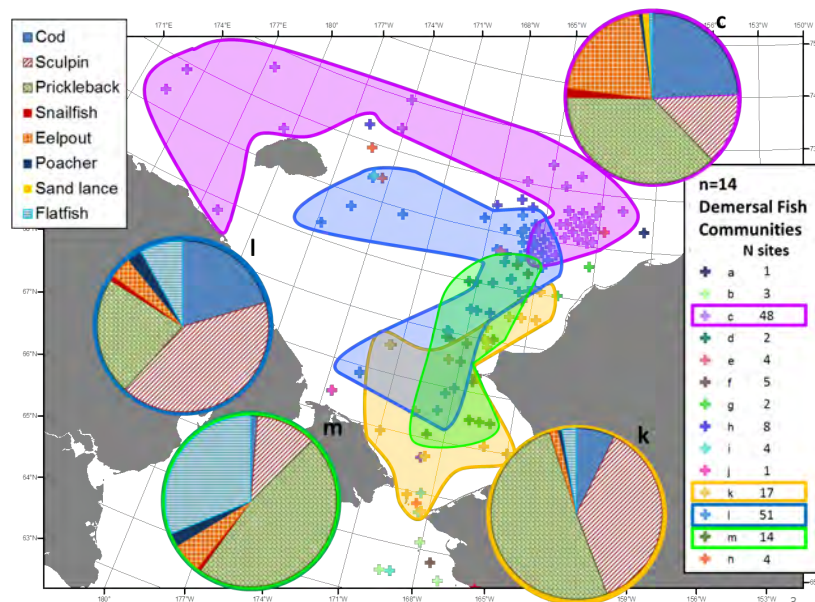 171°E 174°E 177°E 180° 177°W 174°W 171°W 168°W 165°W 156°W 153°W 150°W
Cod
Sculpin
Prickleback
Snailfish
Eelpout
Poacher
Sand lance
Flatfish
c
l
m
k
n=14
Demersal Fish
Communities
N sites
a 1
b 3
c 48
d 2
e 4
f 5
g 2
h 8
i 4
j 1
k 17
l 51
m 14
n 4
67°N
66°N
65°N
54°N
63°N
180° 177°W 174°W 171°W 168°W 165°W 159°W 156°W 153°W